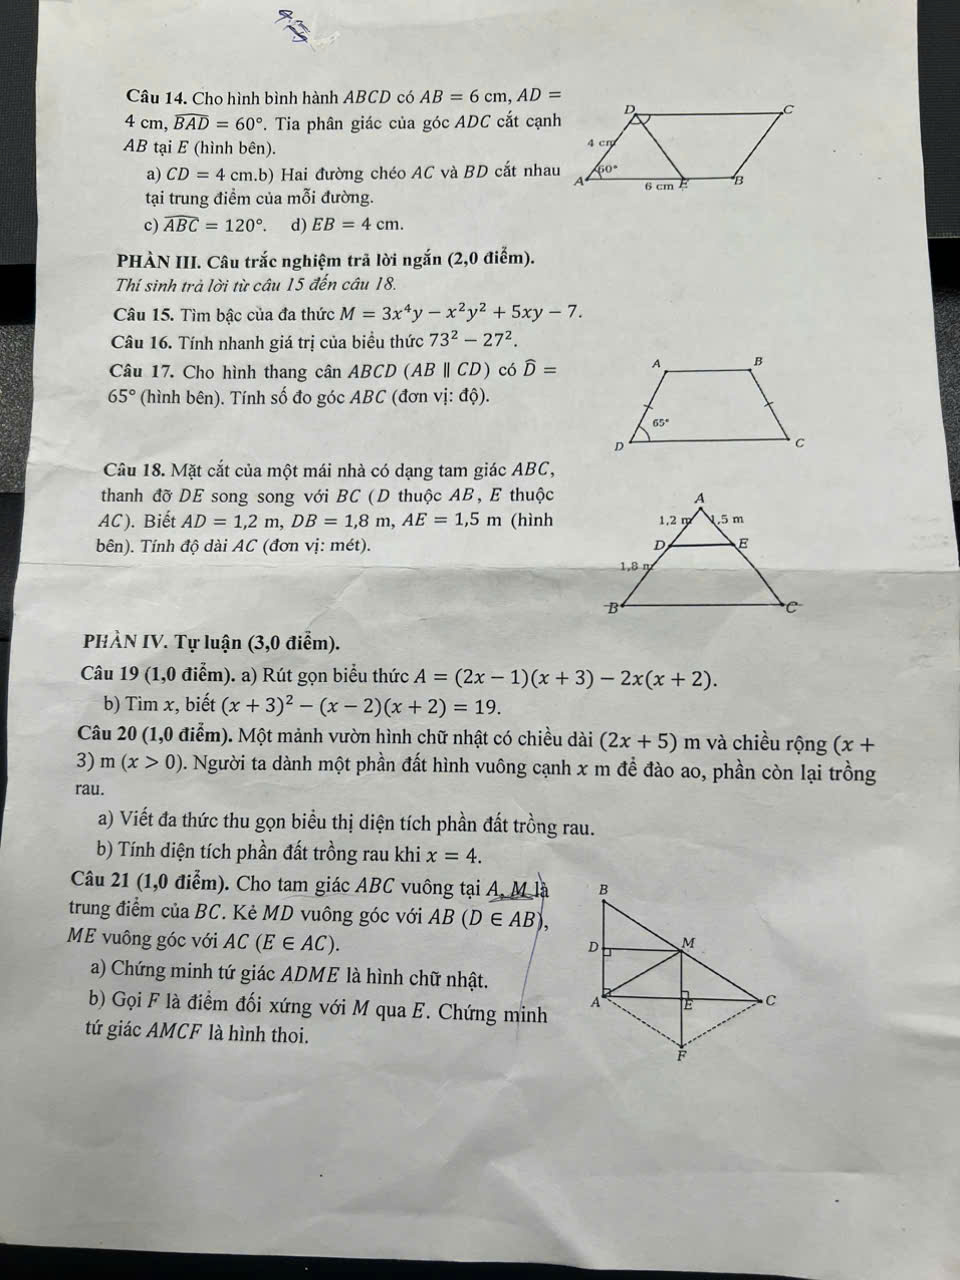 Câu 14. Cho hình bình hành ABCD có AB = 6 cm, AD =
4 cm, \widehat{BAD} = 60°. Tia phân giác của góc ADC cắt cạnh
AB tại E (hình bên).
a) CD = 4 cm.b) Hai đường chéo AC và BD cắt nhau
tại trung điểm của mỗi đường.
c) \widehat{ABC} = 120°. d) EB = 4 cm.
D
C
4 cm
60°
A
6 cm
E
B
PHẦN III. Câu trắc nghiệm trả lời ngắn (2,0 điểm).
Thí sinh trả lời từ câu 15 đến câu 18.
Câu 15. Tìm bậc của đa thức M = 3x⁴y − x²y² + 5xy − 7.
Câu 16. Tính nhanh giá trị của biểu thức 73² − 27².
Câu 17. Cho hình thang cân ABCD (AB ∥ CD) có \widehat{D} =
65° (hình bên). Tính số đo góc ABC (đơn vị: độ).
A
B
65°
D
C
Câu 18. Mặt cắt của một mái nhà có dạng tam giác ABC,
thanh đỡ DE song song với BC (D thuộc AB, E thuộc
AC). Biết AD = 1,2 m, DB = 1,8 m, AE = 1,5 m (hình
bên). Tính độ dài AC (đơn vị: mét).
A
1,2 m
1,5 m
D
E
1,8 m
B
C
PHẦN IV. Tự luận (3,0 điểm).
Câu 19 (1,0 điểm). a) Rút gọn biểu thức A = (2x − 1)(x + 3) − 2x(x + 2).
b) Tìm x, biết (x + 3)² − (x − 2)(x + 2) = 19.
Câu 20 (1,0 điểm). Một mảnh vườn hình chữ nhật có chiều dài (2x + 5) m và chiều rộng (x +
3) m (x > 0). Người ta dành một phần đất hình vuông cạnh x m để đào ao, phần còn lại trồng
rau.
a) Viết đa thức thu gọn biểu thị diện tích phần đất trồng rau.
b) Tính diện tích phần đất trồng rau khi x = 4.
Câu 21 (1,0 điểm). Cho tam giác ABC vuông tại A, M là
trung điểm của BC. Kẻ MD vuông góc với AB (D ∈ AB),
ME vuông góc với AC (E ∈ AC).
a) Chứng minh tứ giác ADME là hình chữ nhật.
b) Gọi F là điểm đối xứng với M qua E. Chứng minh
tứ giác AMCF là hình thoi.
B
D
M
A
E
C
F